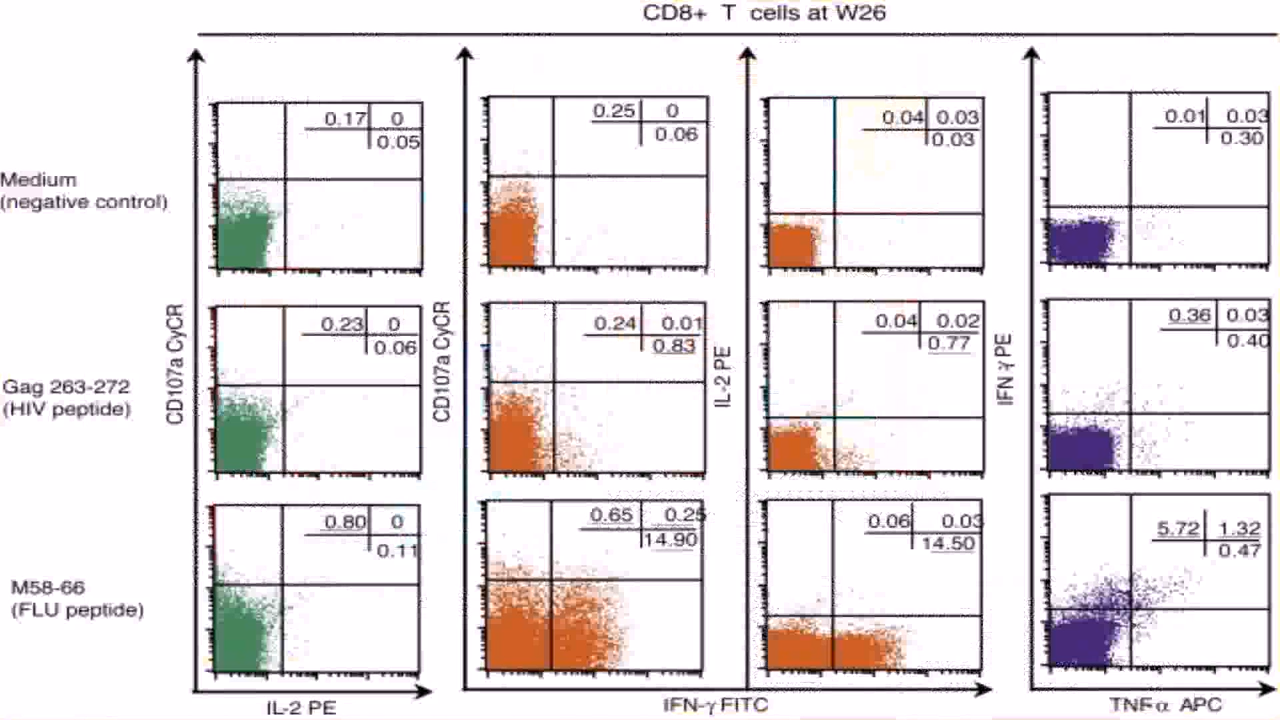 CD8+ T cells at W26
Medium
(negative control)
0.17 0
0.05
0.25 0
0.06
0.04 0.03
0.03
0.01 0.03
0.30
Gag 263-272
(HIV peptide)
0.23 0
0.06
0.24 0.01
0.83
0.04 0.02
0.77
0.36 0.03
0.40
M58-66
(FLU peptide)
0.80 0
0.11
0.65 0.25
14.90
0.06 0.03
14.50
5.72 1.32
0.47
CD107a CyCR
CD107a CyCR
IL-2 PE
IFN γ PE
IL-2 PE
IFN-γ FITC
TNFα APC